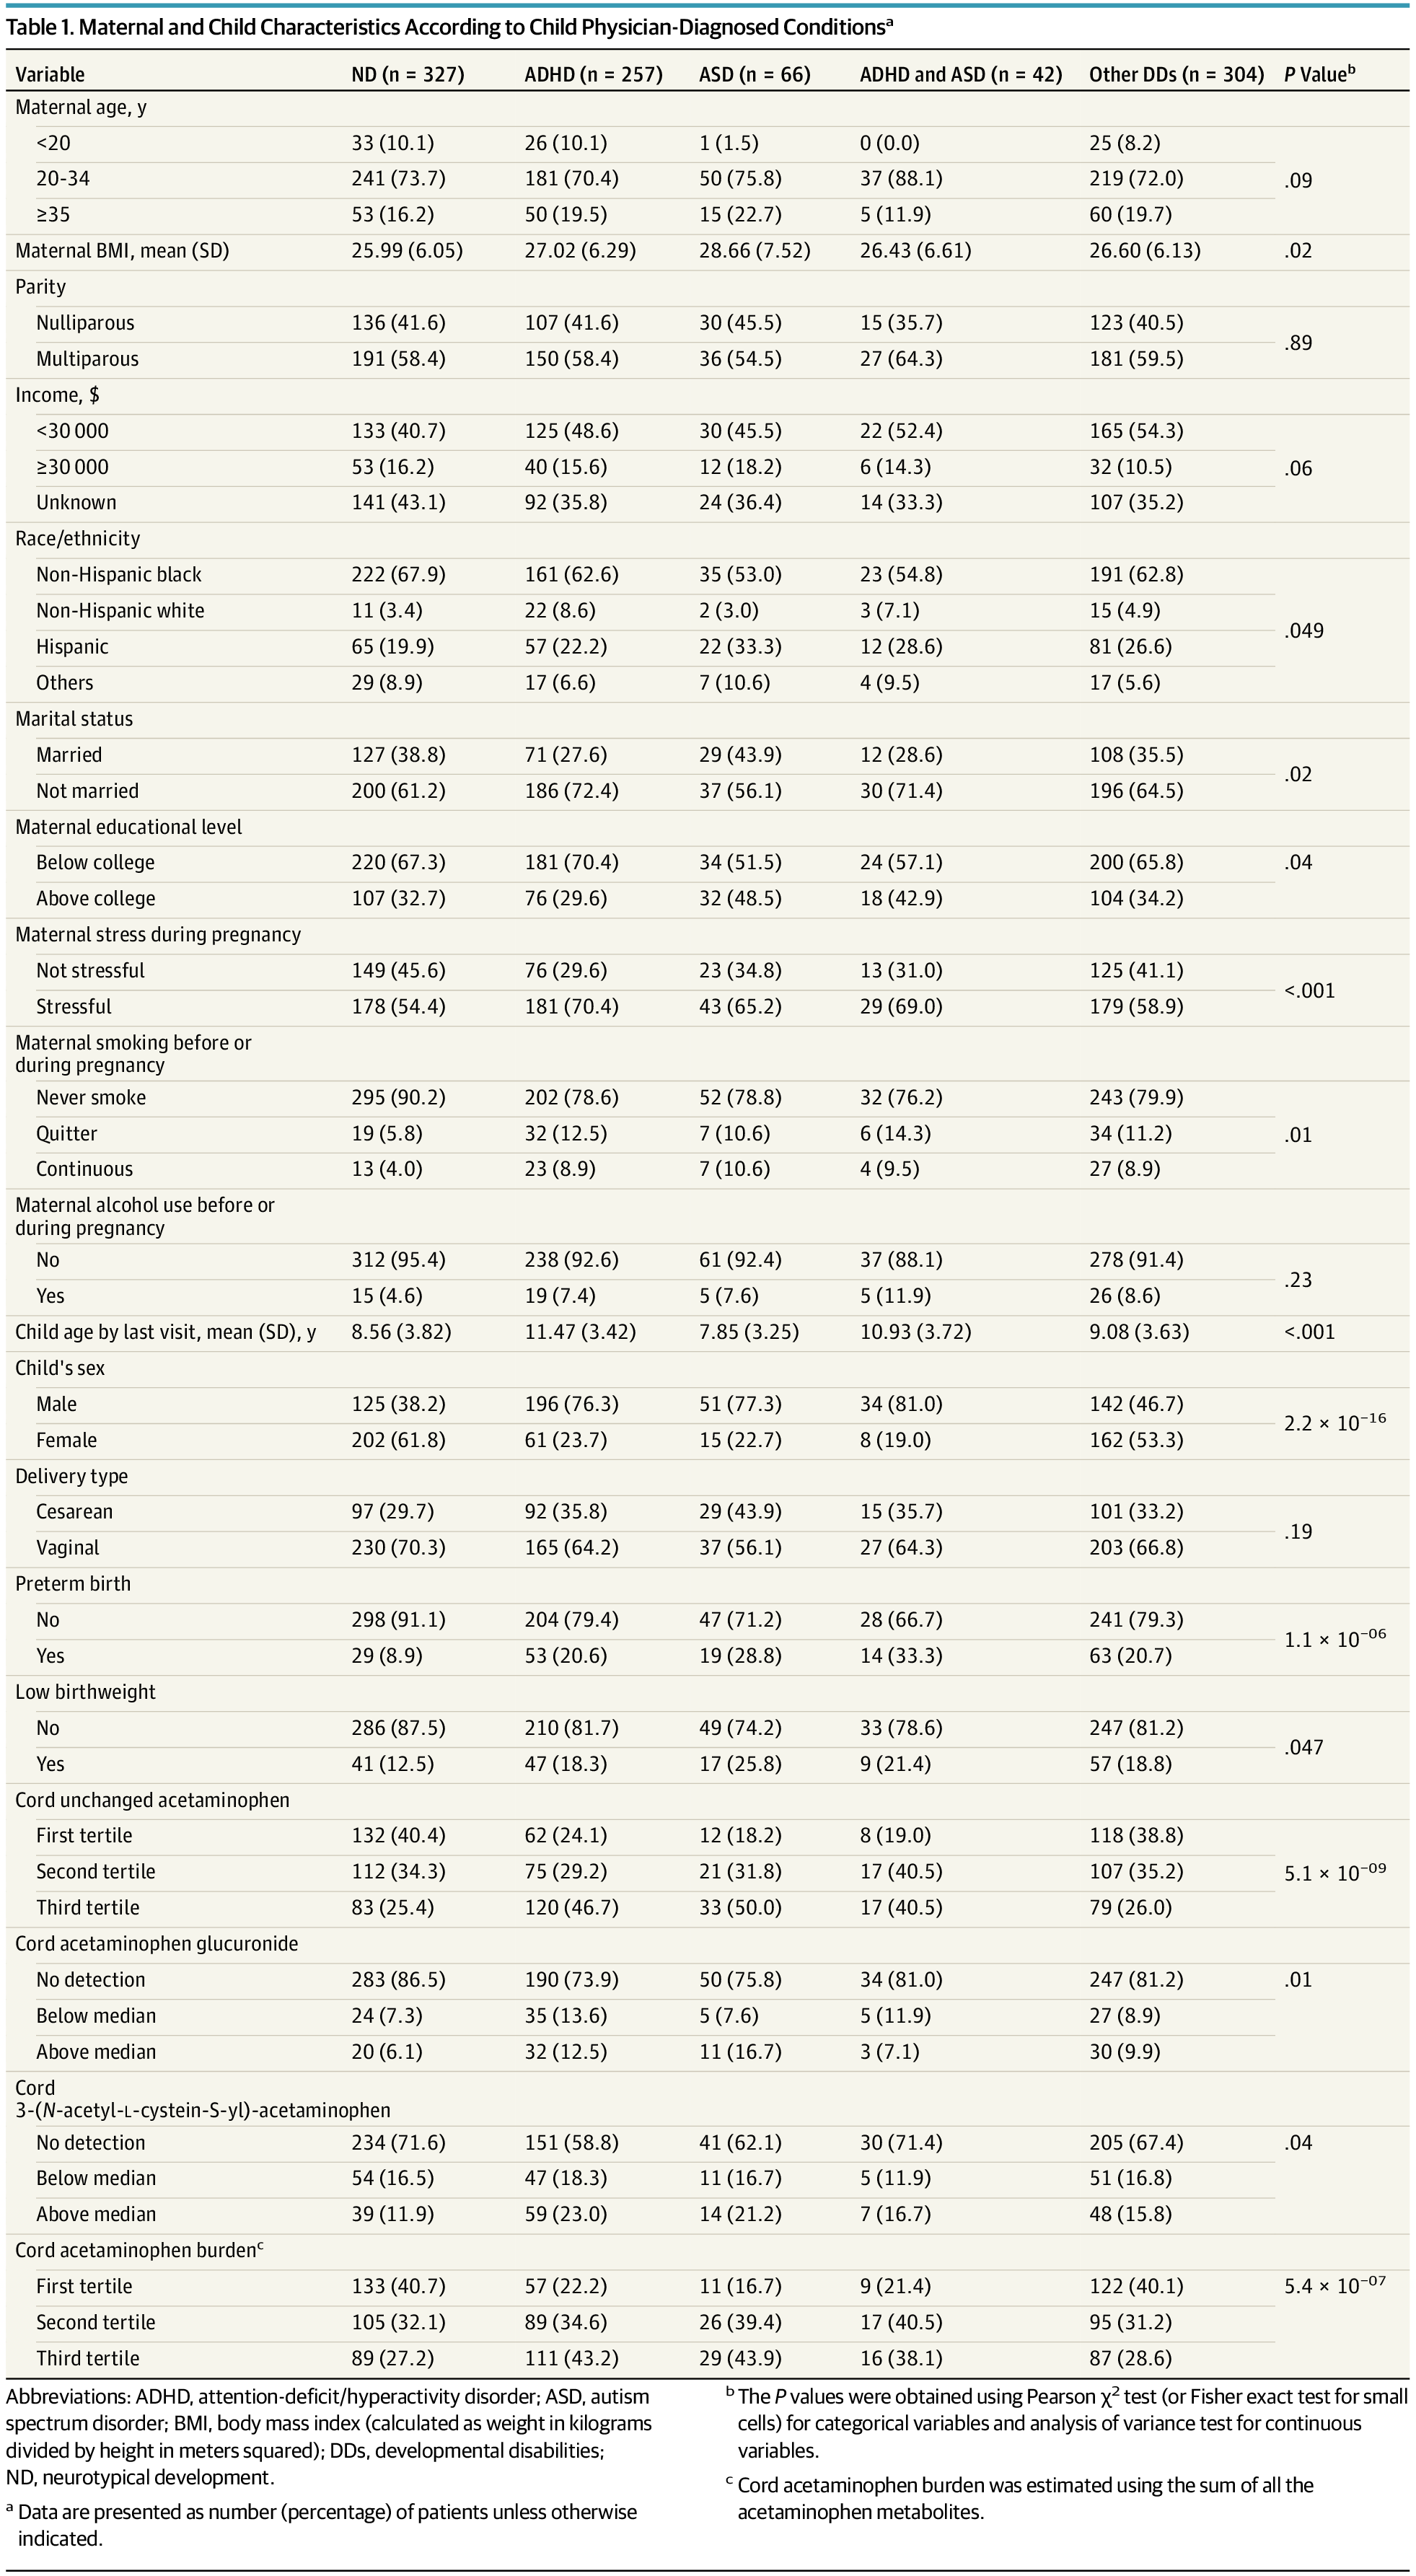 Table 1. Maternal and Child Characteristics According to Child Physician-Diagnosed Conditionsᵃ
Variable ND (n = 327) ADHD (n = 257) ASD (n = 66) ADHD and ASD (n = 42) Other DDs (n = 304) P Valueᵇ
Maternal age, y
<20 33 (10.1) 26 (10.1) 1 (1.5) 0 (0.0) 25 (8.2)
20-34 241 (73.7) 181 (70.4) 50 (75.8) 37 (88.1) 219 (72.0) .09
≥35 53 (16.2) 50 (19.5) 15 (22.7) 5 (11.9) 60 (19.7)
Maternal BMI, mean (SD) 25.99 (6.05) 27.02 (6.29) 28.66 (7.52) 26.43 (6.61) 26.60 (6.13) .02
Parity
Nulliparous 136 (41.6) 107 (41.6) 30 (45.5) 15 (35.7) 123 (40.5) .89
Multiparous 191 (58.4) 150 (58.4) 36 (54.5) 27 (64.3) 181 (59.5)
Income, $
<30 000 133 (40.7) 125 (48.6) 30 (45.5) 22 (52.4) 165 (54.3)
≥30 000 53 (16.2) 40 (15.6) 12 (18.2) 6 (14.3) 32 (10.5) .06
Unknown 141 (43.1) 92 (35.8) 24 (36.4) 14 (33.3) 107 (35.2)
Race/ethnicity
Non-Hispanic black 222 (67.9) 161 (62.6) 35 (53.0) 23 (54.8) 191 (62.8)
Non-Hispanic white 11 (3.4) 22 (8.6) 2 (3.0) 3 (7.1) 15 (4.9) .049
Hispanic 65 (19.9) 57 (22.2) 22 (33.3) 12 (28.6) 81 (26.6)
Others 29 (8.9) 17 (6.6) 7 (10.6) 4 (9.5) 17 (5.6)
Marital status
Married 127 (38.8) 71 (27.6) 29 (43.9) 12 (28.6) 108 (35.5) .02
Not married 200 (61.2) 186 (72.4) 37 (56.1) 30 (71.4) 196 (64.5)
Maternal educational level
Below college 220 (67.3) 181 (70.4) 34 (51.5) 24 (57.1) 200 (65.8) .04
Above college 107 (32.7) 76 (29.6) 32 (48.5) 18 (42.9) 104 (34.2)
Maternal stress during pregnancy
Not stressful 149 (45.6) 76 (29.6) 23 (34.8) 13 (31.0) 125 (41.1) <.001
Stressful 178 (54.4) 181 (70.4) 43 (65.2) 29 (69.0) 179 (58.9)
Maternal smoking before or
during pregnancy
Never smoke 295 (90.2) 202 (78.6) 52 (78.8) 32 (76.2) 243 (79.9)
Quitter 19 (5.8) 32 (12.5) 7 (10.6) 6 (14.3) 34 (11.2) .01
Continuous 13 (4.0) 23 (8.9) 7 (10.6) 4 (9.5) 27 (8.9)
Maternal alcohol use before or
during pregnancy
No 312 (95.4) 238 (92.6) 61 (92.4) 37 (88.1) 278 (91.4) .23
Yes 15 (4.6) 19 (7.4) 5 (7.6) 5 (11.9) 26 (8.6)
Child age by last visit, mean (SD), y 8.56 (3.82) 11.47 (3.42) 7.85 (3.25) 10.93 (3.72) 9.08 (3.63) <.001
Child's sex
Male 125 (38.2) 196 (76.3) 51 (77.3) 34 (81.0) 142 (46.7) 2.2 × 10⁻¹⁶
Female 202 (61.8) 61 (23.7) 15 (22.7) 8 (19.0) 162 (53.3)
Delivery type
Cesarean 97 (29.7) 92 (35.8) 29 (43.9) 15 (35.7) 101 (33.2) .19
Vaginal 230 (70.3) 165 (64.2) 37 (56.1) 27 (64.3) 203 (66.8)
Preterm birth
No 298 (91.1) 204 (79.4) 47 (71.2) 28 (66.7) 241 (79.3) 1.1 × 10⁻⁰⁶
Yes 29 (8.9) 53 (20.6) 19 (28.8) 14 (33.3) 63 (20.7)
Low birthweight
No 286 (87.5) 210 (81.7) 49 (74.2) 33 (78.6) 247 (81.2) .047
Yes 41 (12.5) 47 (18.3) 17 (25.8) 9 (21.4) 57 (18.8)
Cord unchanged acetaminophen
First tertile 132 (40.4) 62 (24.1) 12 (18.2) 8 (19.0) 118 (38.8)
Second tertile 112 (34.3) 75 (29.2) 21 (31.8) 17 (40.5) 107 (35.2) 5.1 × 10⁻⁰⁹
Third tertile 83 (25.4) 120 (46.7) 33 (50.0) 17 (40.5) 79 (26.0)
Cord acetaminophen glucuronide
No detection 283 (86.5) 190 (73.9) 50 (75.8) 34 (81.0) 247 (81.2) .01
Below median 24 (7.3) 35 (13.6) 5 (7.6) 5 (11.9) 27 (8.9)
Above median 20 (6.1) 32 (12.5) 11 (16.7) 3 (7.1) 30 (9.9)
Cord
3-(N-acetyl-L-cystein-S-yl)-acetaminophen
No detection 234 (71.6) 151 (58.8) 41 (62.1) 30 (71.4) 205 (67.4) .04
Below median 54 (16.5) 47 (18.3) 11 (16.7) 5 (11.9) 51 (16.8)
Above median 39 (11.9) 59 (23.0) 14 (21.2) 7 (16.7) 48 (15.8)
Cord acetaminophen burdenᶜ
First tertile 133 (40.7) 57 (22.2) 11 (16.7) 9 (21.4) 122 (40.1) 5.4 × 10⁻⁰⁷
Second tertile 105 (32.1) 89 (34.6) 26 (39.4) 17 (40.5) 95 (31.2)
Third tertile 89 (27.2) 111 (43.2) 29 (43.9) 16 (38.1) 87 (28.6)
Abbreviations: ADHD, attention-deficit/hyperactivity disorder; ASD, autism
spectrum disorder; BMI, body mass index (calculated as weight in kilograms
divided by height in meters squared); DDs, developmental disabilities;
ND, neurotypical development.
ᵃ Data are presented as number (percentage) of patients unless otherwise
indicated.
ᵇ The P values were obtained using Pearson χ² test (or Fisher exact test for small
cells) for categorical variables and analysis of variance test for continuous
variables.
ᶜ Cord acetaminophen burden was estimated using the sum of all the
acetaminophen metabolites.